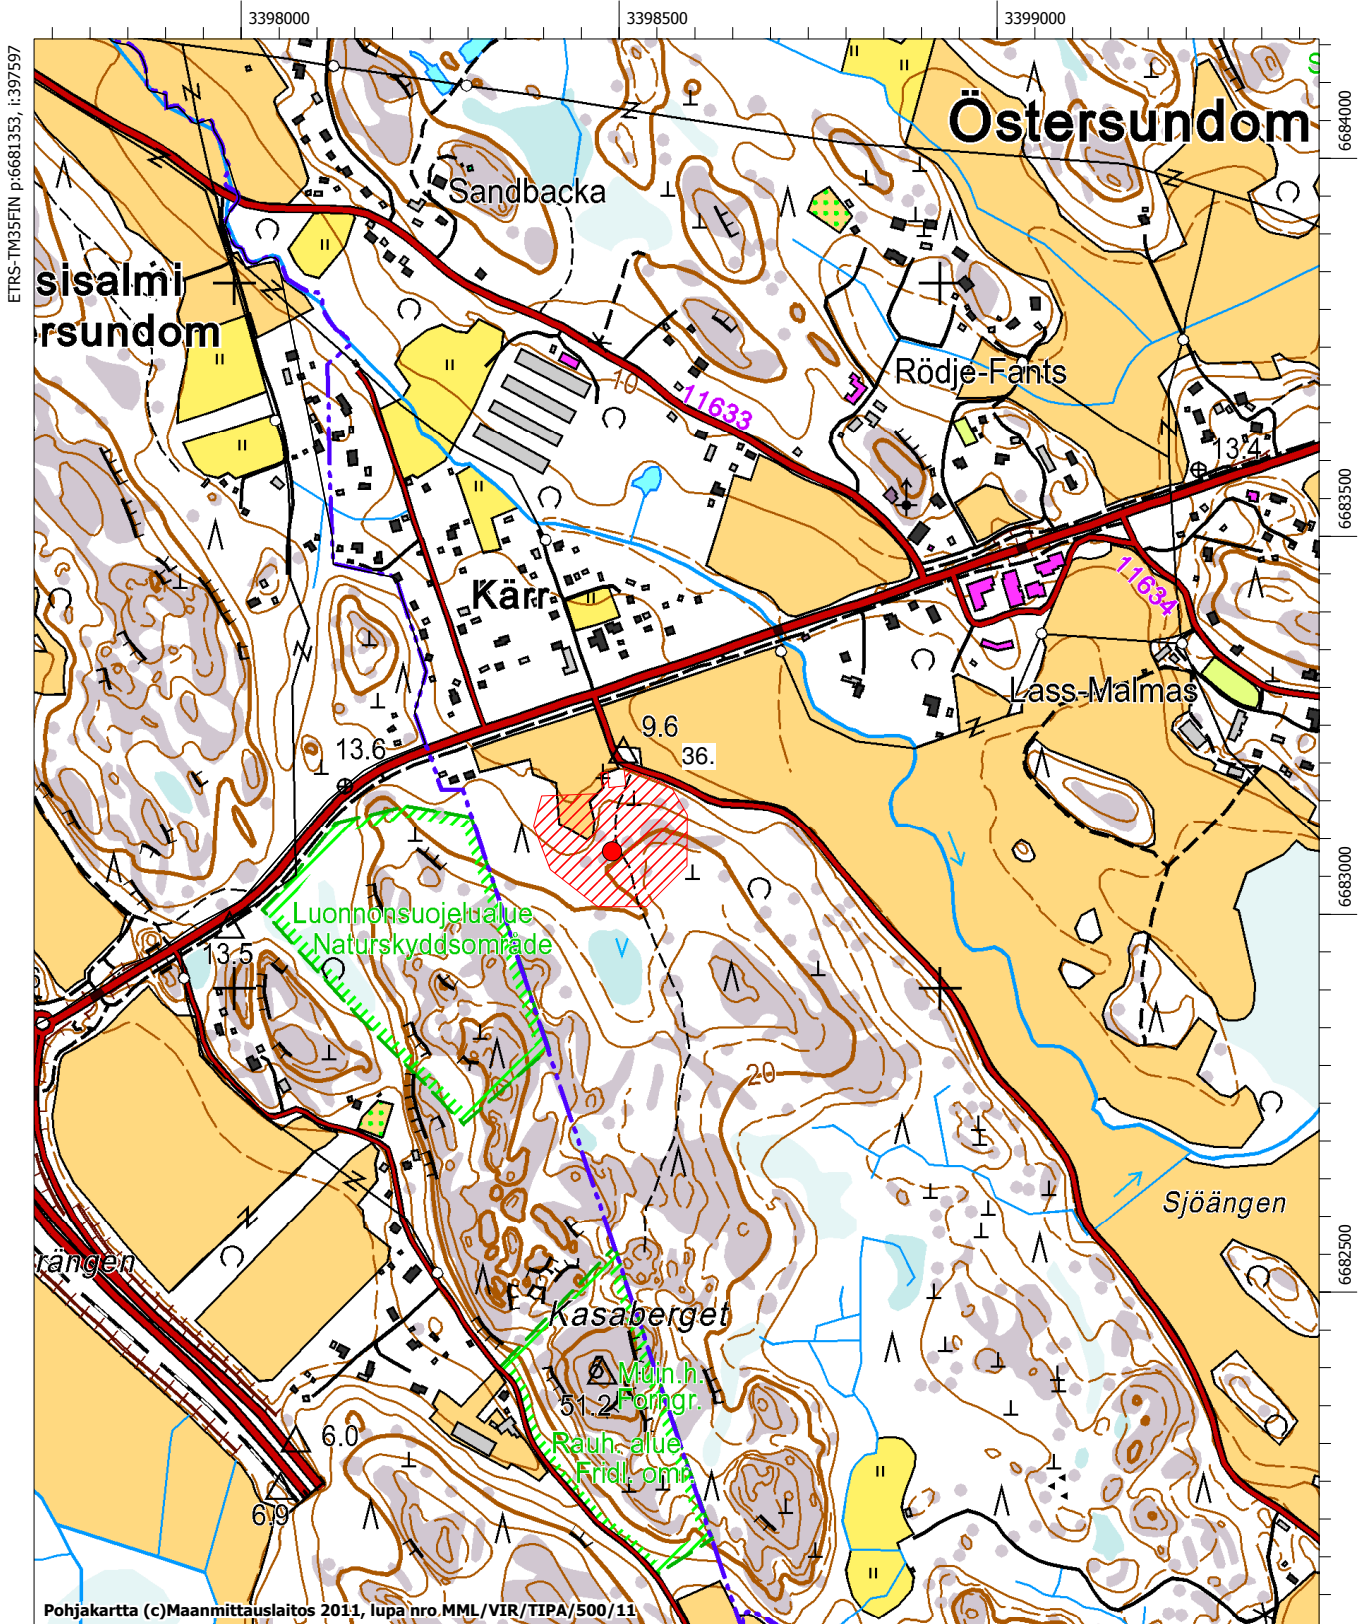 3398000
3398500
3399000
ETRS-TM35FIN p:6681353, i:397597
6684000
Östersundom
Sandbacka
sisalmi
ersundom
Rödje-Fants
10
11633
13.4
6683500
Kärr
11634
Lass-Malmas
9.6
13.6
36.
6683000
Luonnonsuojelualue
Naturskyddsområde
13.5
20
Sjöängen
6682500
rängen
Kasaberget
Muin.h.
Forngr.
51.2
6.0
Rauh. alue
Fridl. omr.
6.9
Pohjakartta (c)Maanmittauslaitos 2011, lupa nro MML/VIR/TIPA/500/11